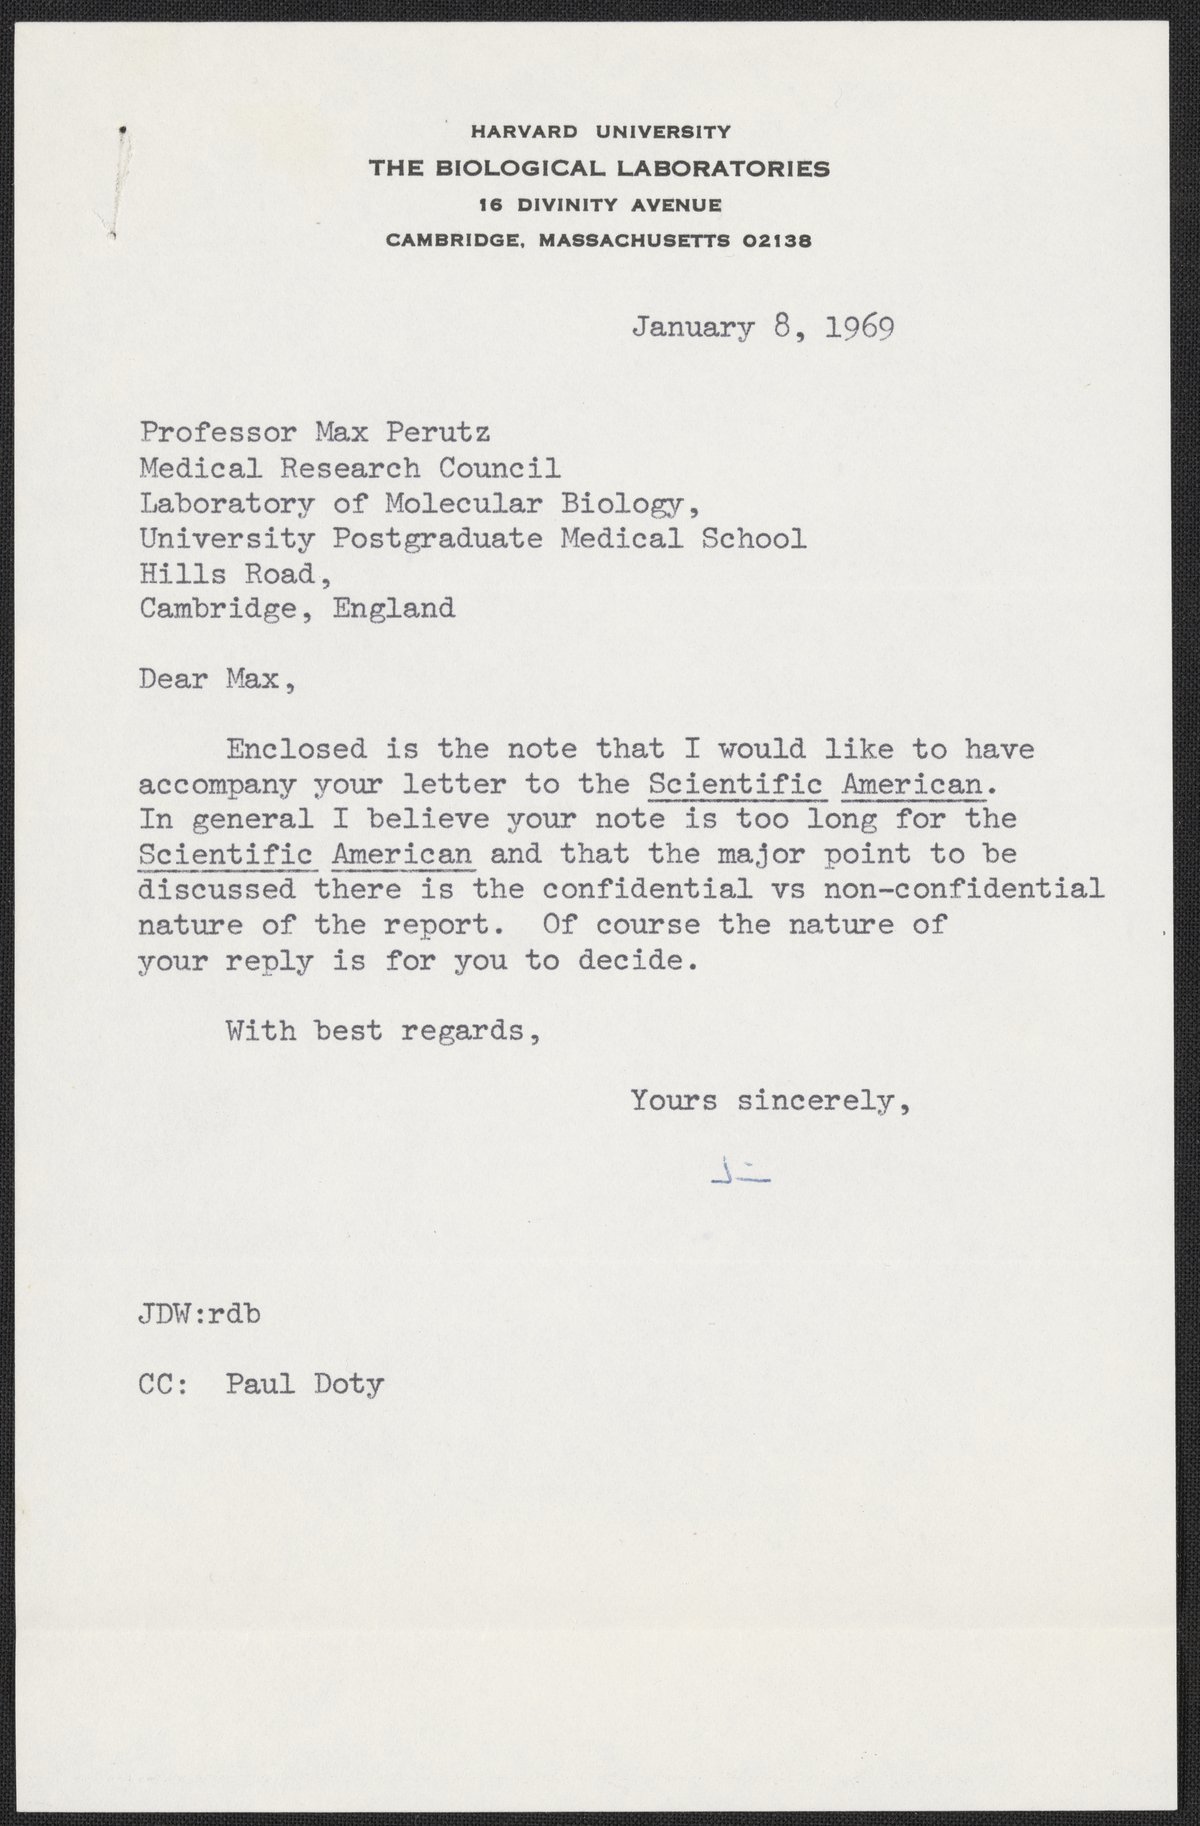 HARVARD UNIVERSITY
THE BIOLOGICAL LABORATORIES
16 DIVINITY AVENUE
CAMBRIDGE, MASSACHUSETTS 02138
January 8, 1969
Professor Max Perutz
Medical Research Council
Laboratory of Molecular Biology,
University Postgraduate Medical School
Hills Road,
Cambridge, England
Dear Max,
Enclosed is the note that I would like to have
accompany your letter to the Scientific American.
In general I believe your note is too long for the
Scientific American and that the major point to be
discussed there is the confidential vs non-confidential
nature of the report. Of course the nature of
your reply is for you to decide.
With best regards,
Yours sincerely,
Jim
JDW:rdb
CC: Paul Doty